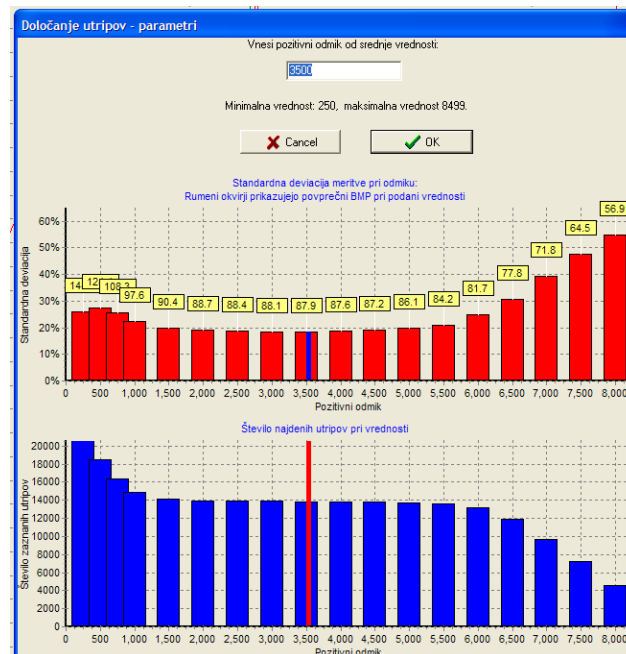 Določanje utripov - parametri
Vnesi pozitivni odmik od srednje vrednosti:
3500
Minimalna vrednost: 250, maksimalna vrednost 8499.
Cancel OK
Standardna deviacija meritve pri odmiku:
Rumeni okvirji prikazujejo povprečni BMP pri podani vrednosti
Standardna deviacija
60%
50%
40%
30%
20%
10%
0%
97.6 90.4 88.7 88.4 88.1 87.9 87.6 87.2 86.1 84.2 81.7 77.8 71.8 64.5 56.9
0 500 1,000 1,500 2,000 2,500 3,000 3,500 4,000 4,500 5,000 5,500 6,000 6,500 7,000 7,500 8,000
Pozitivni odmik
Število najdenih utripov pri vrednosti
Število zaznanih utripov
20000
18000
16000
14000
12000
10000
8000
6000
4000
2000
0
0 500 1,000 1,500 2,000 2,500 3,000 3,500 4,000 4,500 5,000 5,500 6,000 6,500 7,000 7,500 8,000
Pozitivni odmik